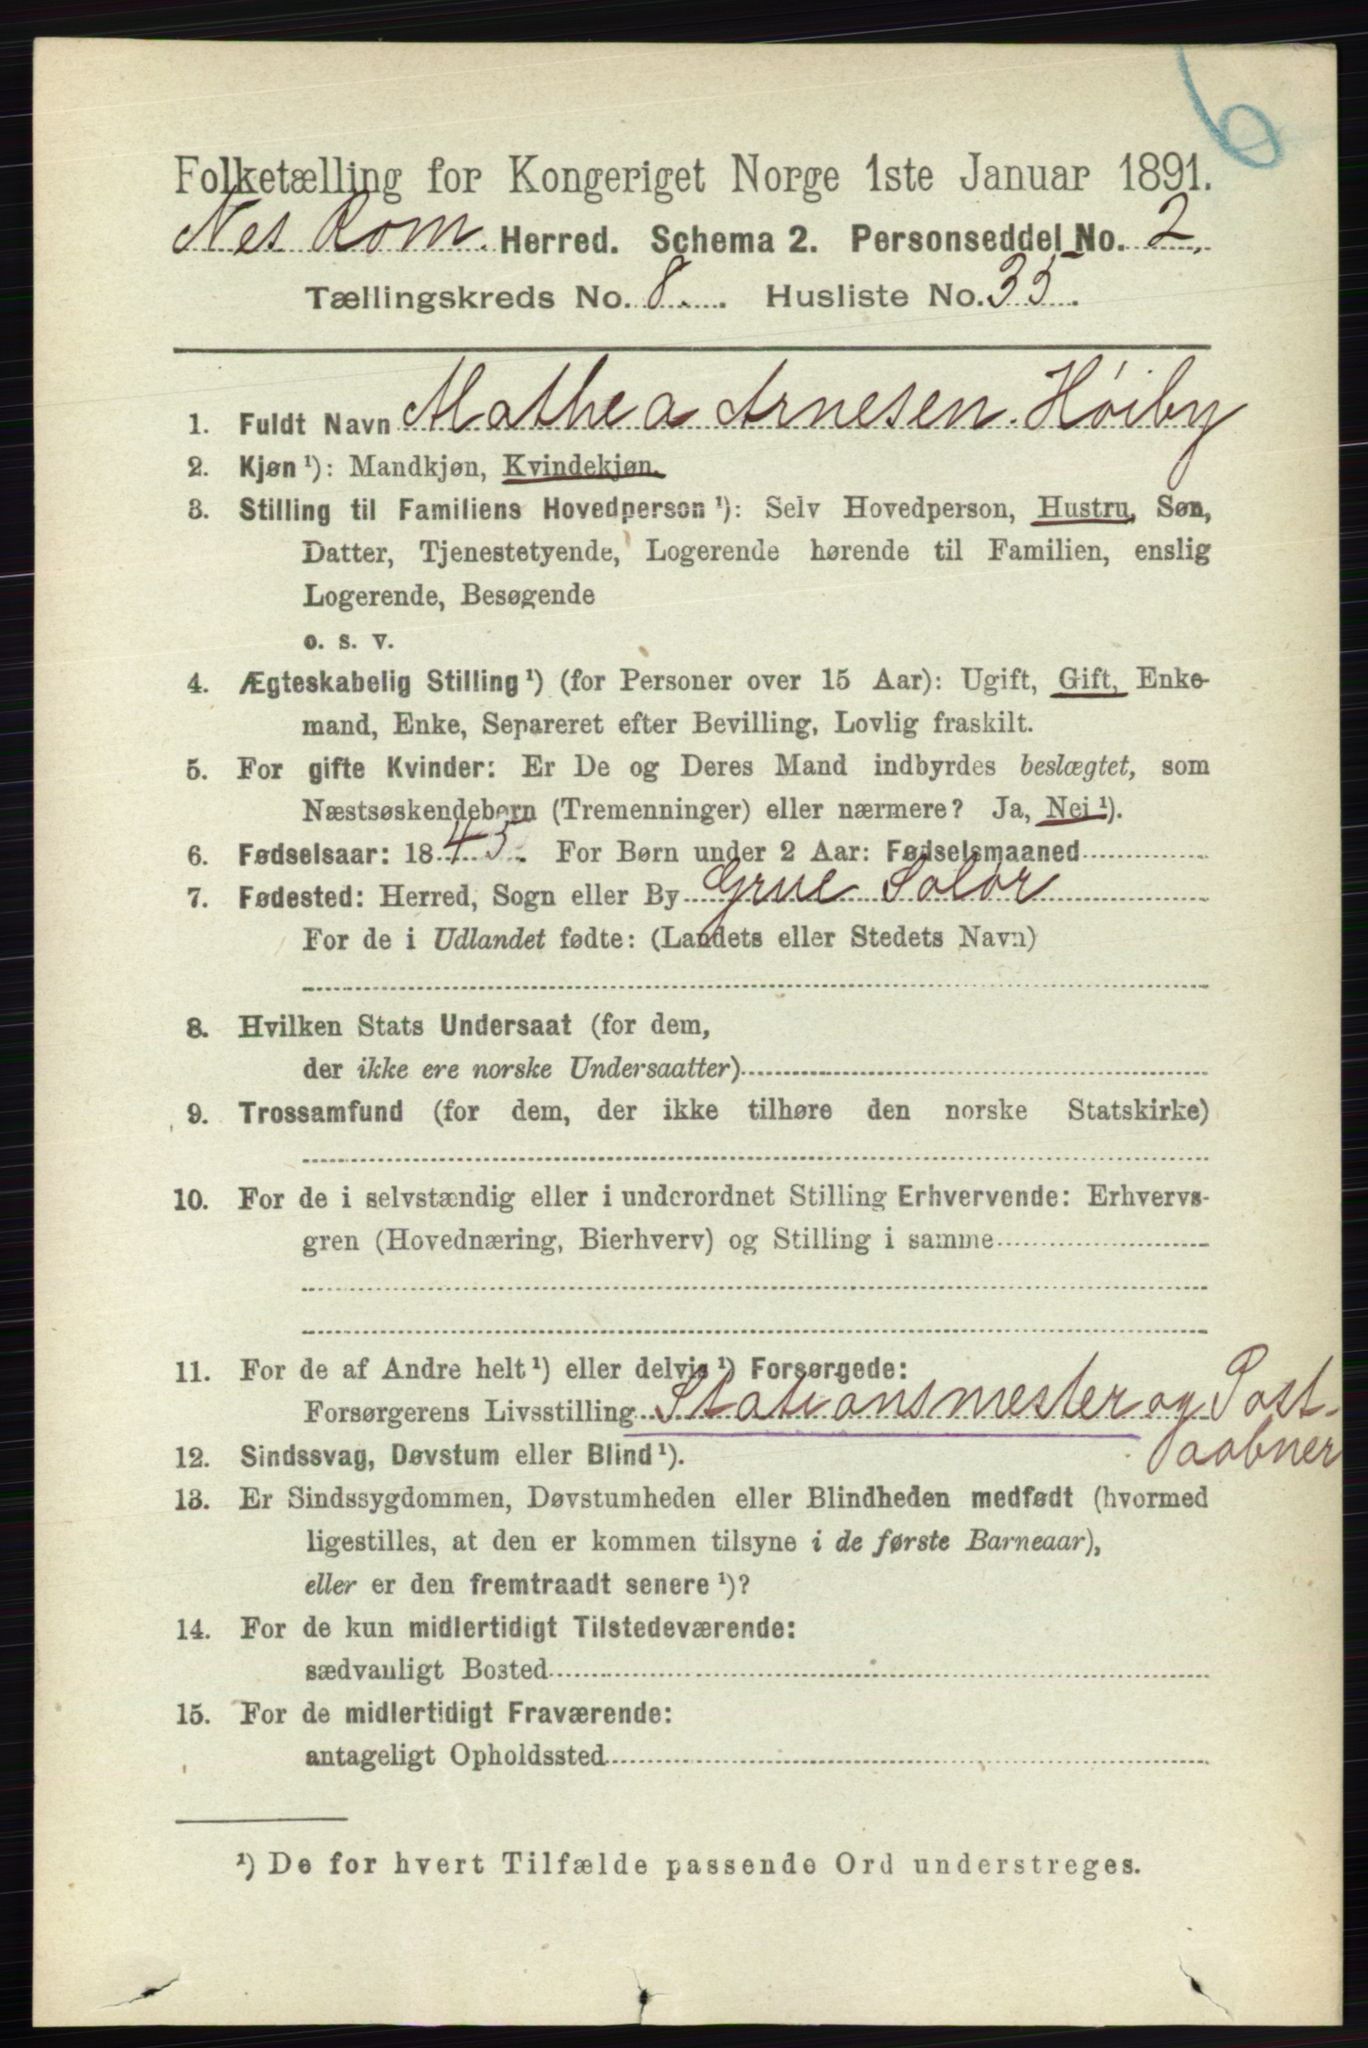 6
Folketælling for Kongeriget Norge 1ste Januar 1891.
Nes Rom. Herred. Schema 2. Personseddel No. 2.
Tællingskreds No. 8. Husliste No. 35.
1. Fuldt Navn Mathea Arnesen Høiby
2. Kjøn ¹): Mandkjøn, Kvindekjøn.
3. Stilling til Familiens Hovedperson ¹): Selv Hovedperson, Hustru, Søn,
Datter, Tjenestetyende, Logerende hørende til Familien, enslig
Logerende, Besøgende
o. s. v.
4. Ægteskabelig Stilling ¹) (for Personer over 15 Aar): Ugift, Gift, Enke-
mand, Enke, Separeret efter Bevilling, Lovlig fraskilt.
5. For gifte Kvinder: Er De og Deres Mand indbyrdes beslægtet, som
Næstsøskendebørn (Tremenninger) eller nærmere? Ja, Nei ¹).
6. Fødselsaar: 1845. For Børn under 2 Aar: Fødselsmaaned
7. Fødested: Herred, Sogn eller By Grue Solør
For de i Udlandet fødte: (Landets eller Stedets Navn)
8. Hvilken Stats Undersaat (for dem,
der ikke ere norske Undersaatter)
9. Trossamfund (for dem, der ikke tilhøre den norske Statskirke)
10. For de i selvstændig eller i underordnet Stilling Erhvervende: Erhvervs-
gren (Hovednæring, Bierhverv) og Stilling i samme
11. For de af Andre helt ¹) eller delvis ¹) Forsørgede:
Forsørgerens Livsstilling Stationsmester og Post-
aabner
12. Sindssvag, Døvstum eller Blind ¹).
13. Er Sindssygdommen, Døvstumheden eller Blindheden medfødt (hvormed
ligestilles, at den er kommen tilsyne i de første Barneaar),
eller er den fremtraadt senere ¹)?
14. For de kun midlertidigt Tilstedeværende:
sædvanligt Bosted
15. For de midlertidigt Fraværende:
antageligt Opholdssted
¹) De for hvert Tilfælde passende Ord understreges.